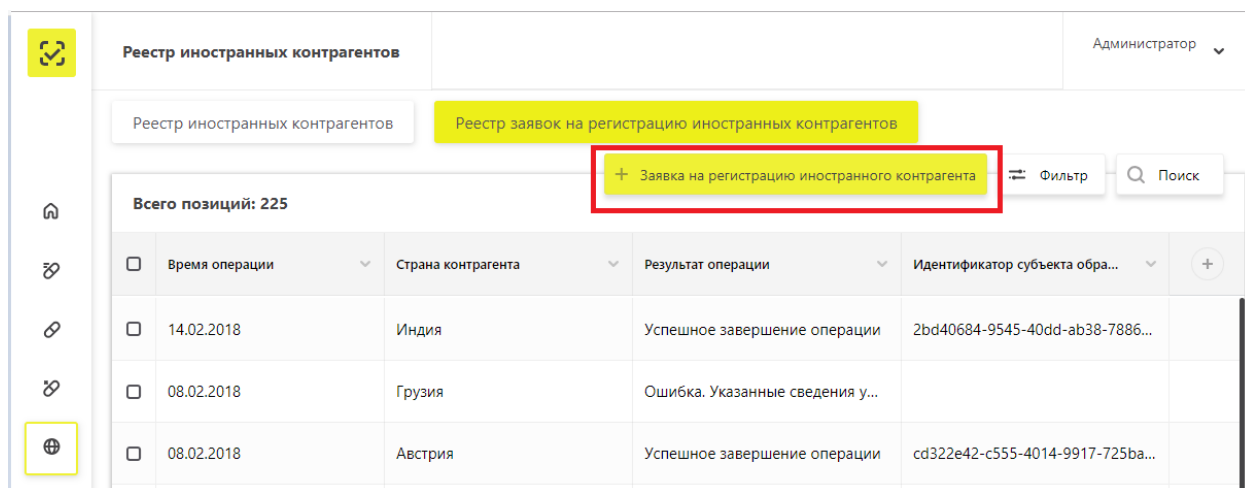 Реестр иностранных контрагентов
Администратор
Реестр иностранных контрагентов
Реестр заявок на регистрацию иностранных контрагентов
+ Заявка на регистрацию иностранного контрагента
Фильтр
Поиск
Всего позиций: 225
Время операции
Страна контрагента
Результат операции
Идентификатор субъекта обра...
14.02.2018
Индия
Успешное завершение операции
2bd40684-9545-40dd-ab38-7886...
08.02.2018
Грузия
Ошибка. Указанные сведения у...
08.02.2018
Австрия
Успешное завершение операции
cd322e42-c555-4014-9917-725ba...